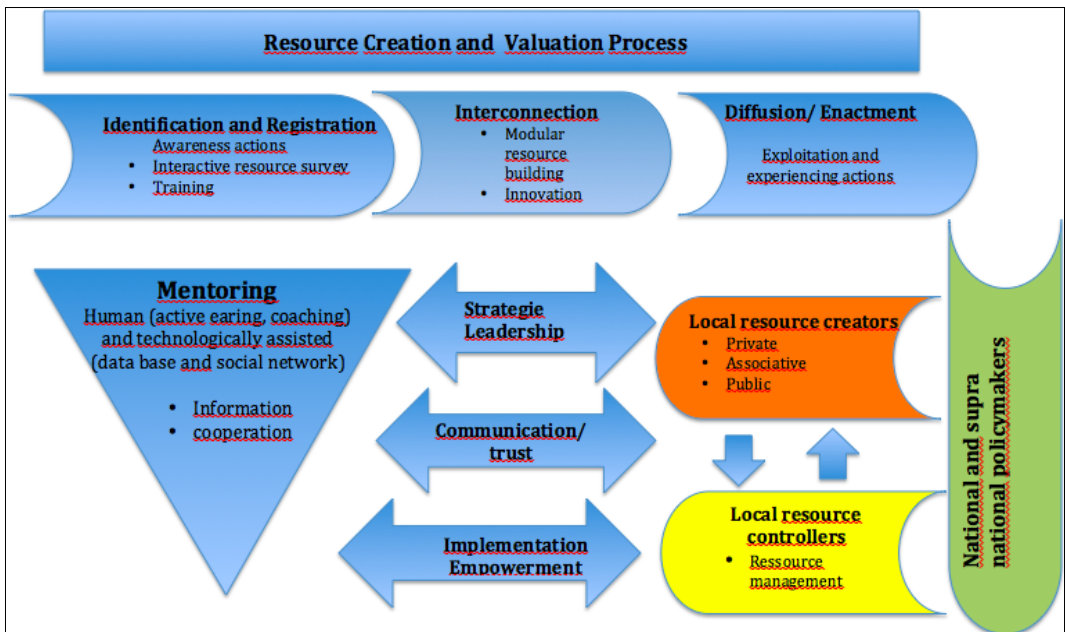 Resource Creation and Valuation Process
Identification and Registration
Awareness actions
• Interactive resource survey
• Training
Interconnection
• Modular
resource
building
• Innovation
Diffusion/ Enactment
Exploitation and
experiencing actions
Mentoring
Human (active earing, coaching)
and technologically assisted
(data base and social network)
• Information
• cooperation
Strategie
Leadership
Communication/
trust
Implementation
Empowerment
Local resource creators
• Private
• Associative
• Public
Local resource
controllers
• Ressource
management
National and supra
national policymakers